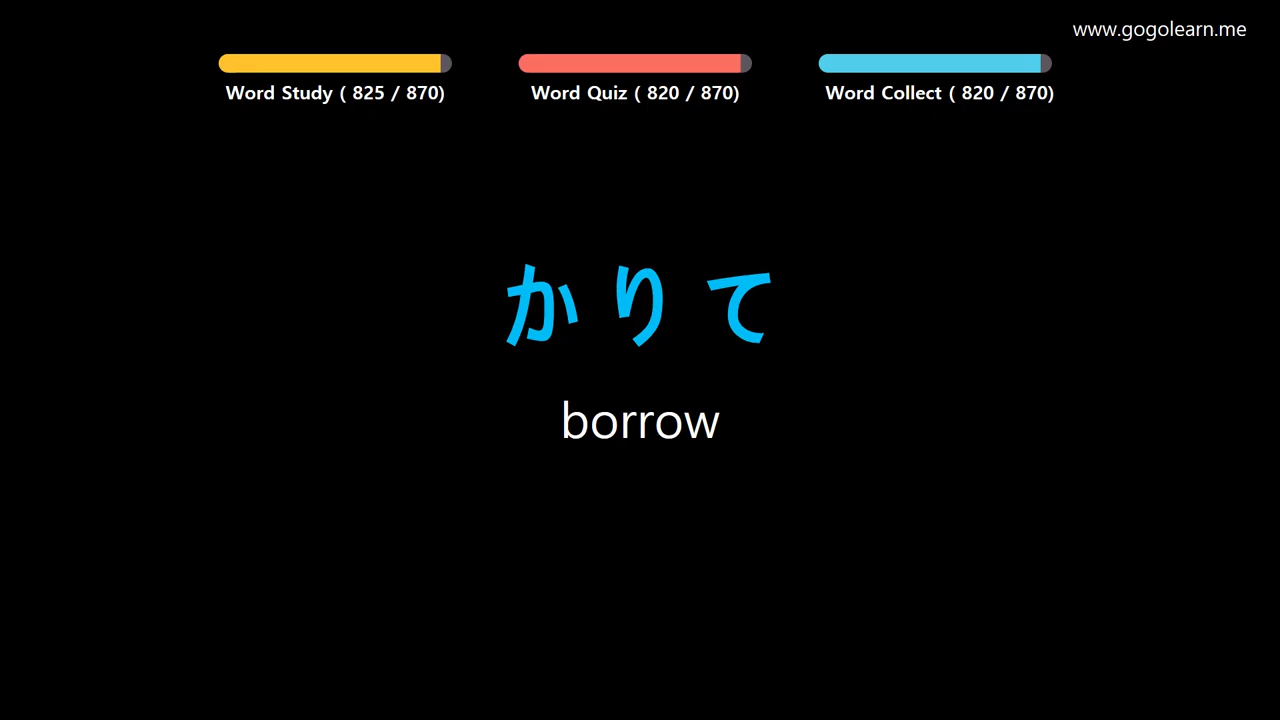 www.gogolearn.me
Word Study ( 825 / 870)
Word Quiz ( 820 / 870)
Word Collect ( 820 / 870)
かりて
borrow